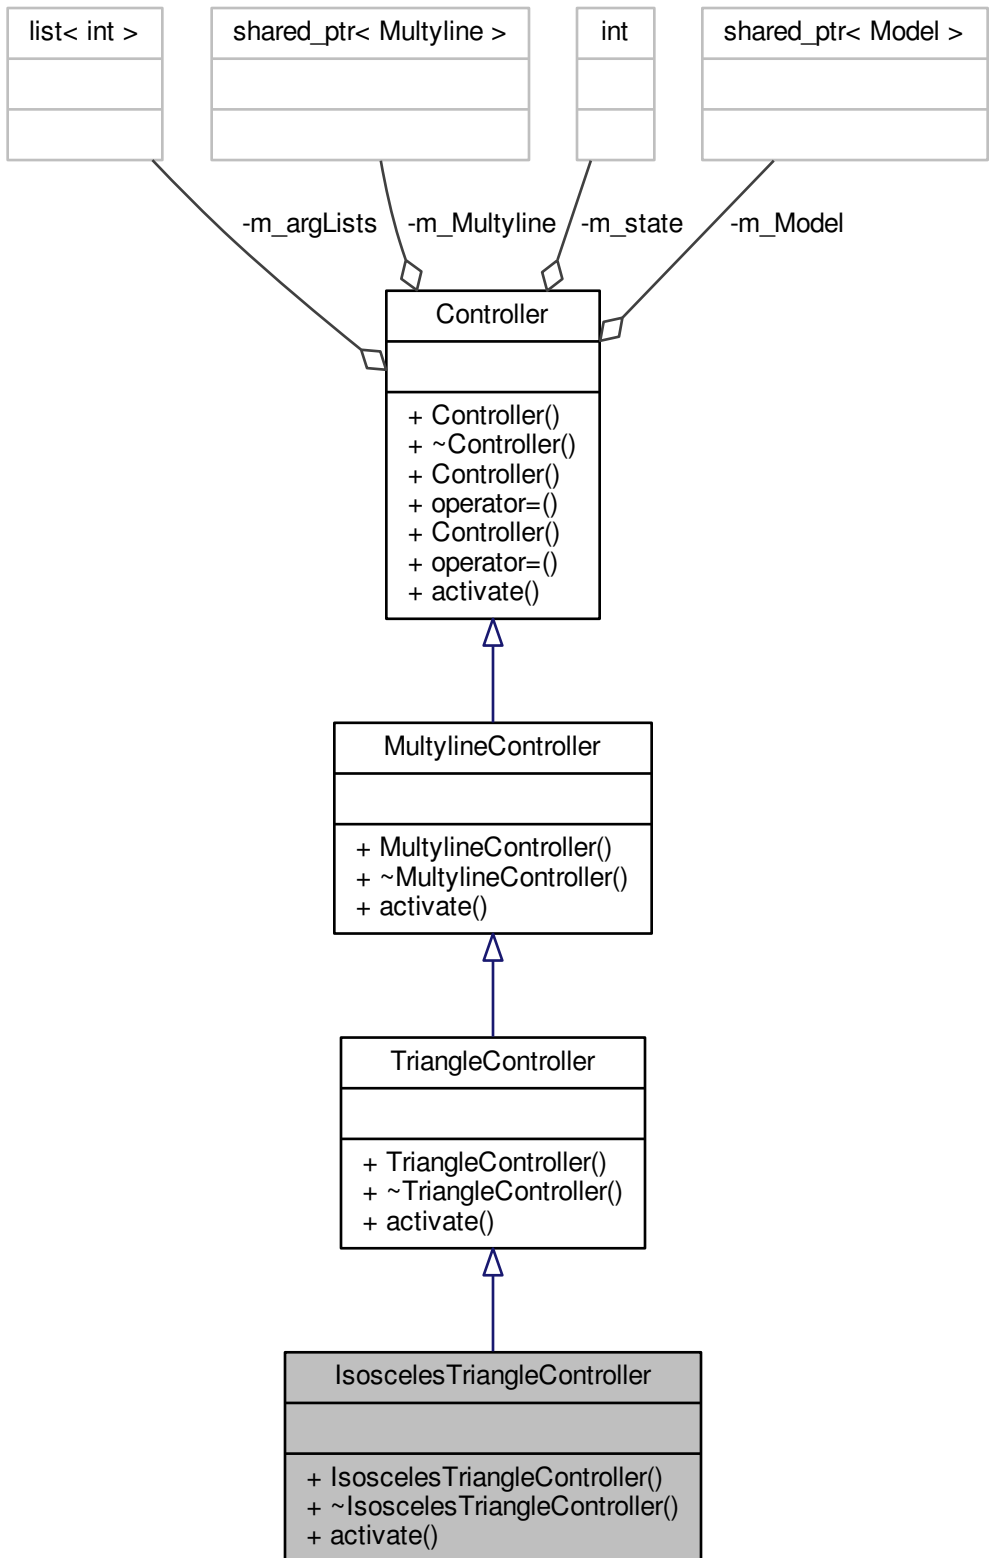 list< int >
shared_ptr< Multyline >
int
shared_ptr< Model >
-m_argLists
-m_Multyline
-m_state
-m_Model
Controller
+ Controller()
+ ~Controller()
+ Controller()
+ operator=()
+ Controller()
+ operator=()
+ activate()
MultylineController
+ MultylineController()
+ ~MultylineController()
+ activate()
TriangleController
+ TriangleController()
+ ~TriangleController()
+ activate()
IsoscelesTriangleController
+ IsoscelesTriangleController()
+ ~IsoscelesTriangleController()
+ activate()